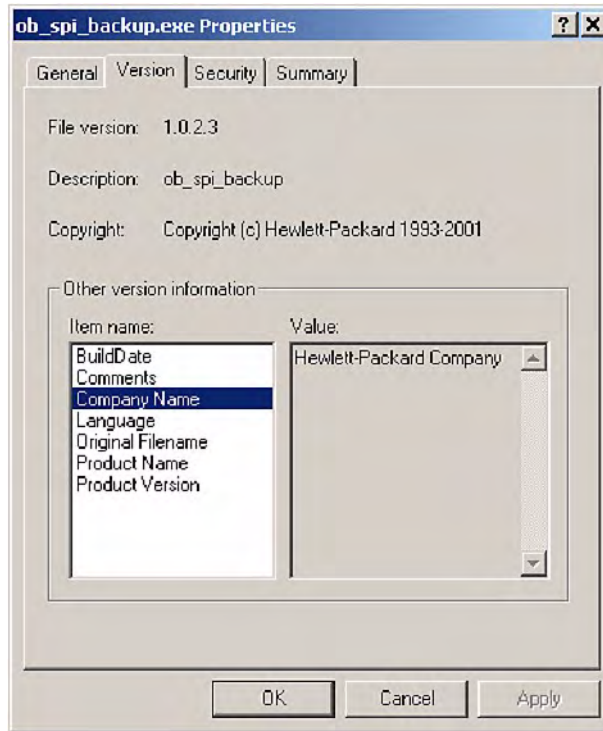 ob_spi_backup.exe Properties
? X
General Version Security Summary
File version: 1.0.2.3
Description: ob_spi_backup
Copyright: Copyright (c) Hewlett-Packard 1993-2001
Other version information
Item name: Value:
BuildDate Hewlett-Packard Company
Comments
Company Name
Language
Original Filename
Product Name
Product Version
OK Cancel Apply